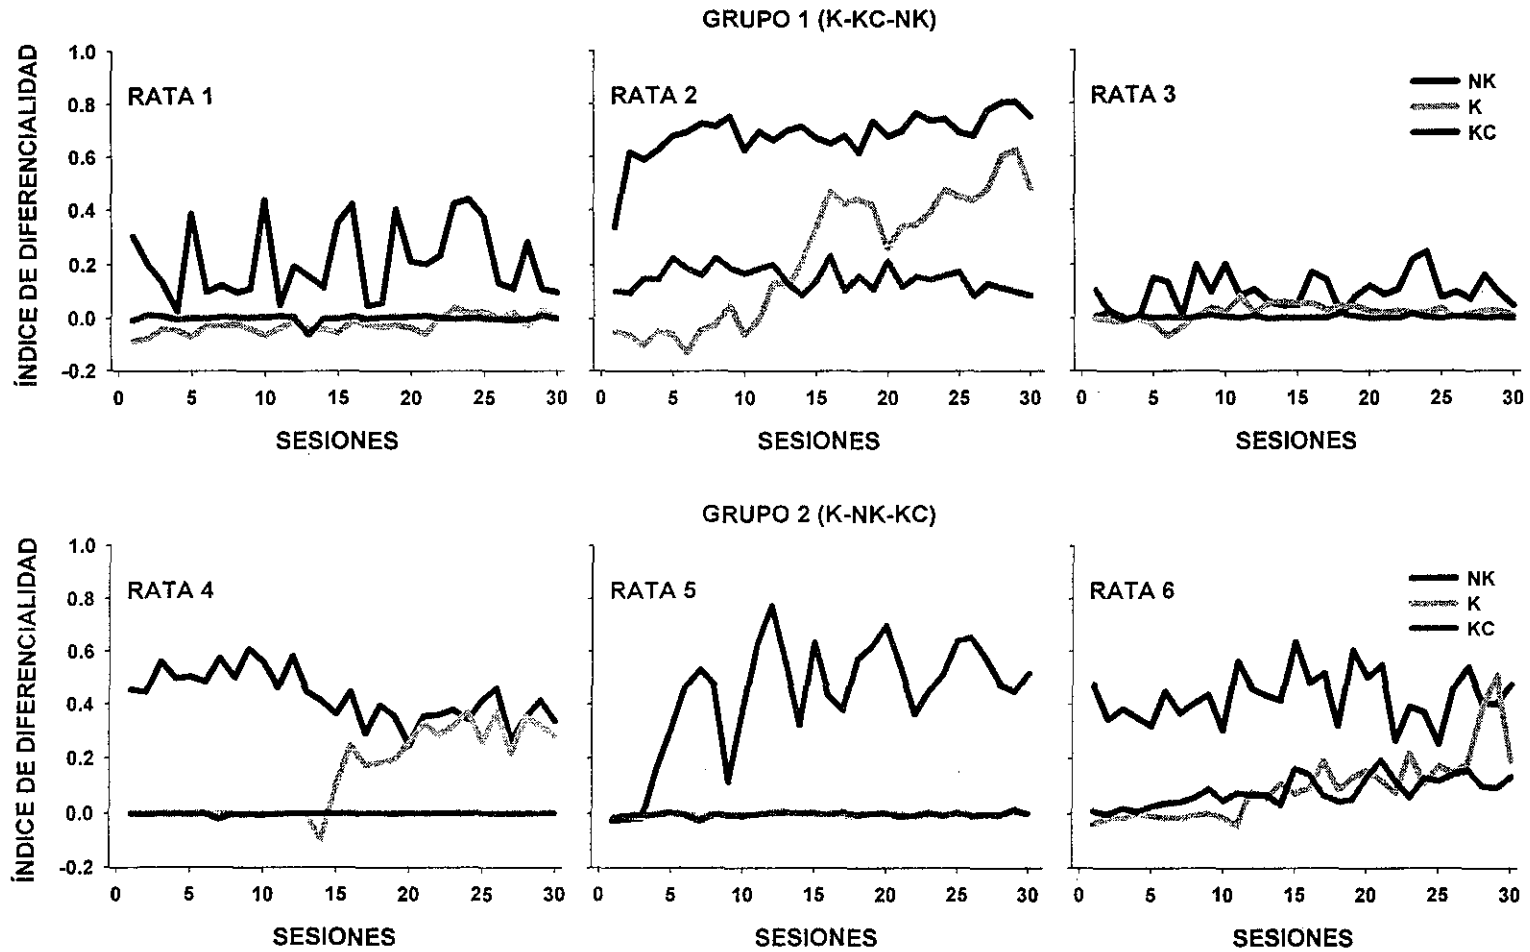 GRUPO 1 (K-KC-NK)
ÍNDICE DE DIFERENCIALIDAD
1.0
0.8
0.6
0.4
0.2
0.0
-0.2
RATA 1
RATA 2
RATA 3
NK
K
KC
0 5 10 15 20 25 30
0 5 10 15 20 25 30
0 5 10 15 20 25 30
SESIONES
SESIONES
SESIONES
GRUPO 2 (K-NK-KC)
ÍNDICE DE DIFERENCIALIDAD
1.0
0.8
0.6
0.4
0.2
0.0
-0.2
RATA 4
RATA 5
RATA 6
NK
K
KC
0 5 10 15 20 25 30
0 5 10 15 20 25 30
0 5 10 15 20 25 30
SESIONES
SESIONES
SESIONES